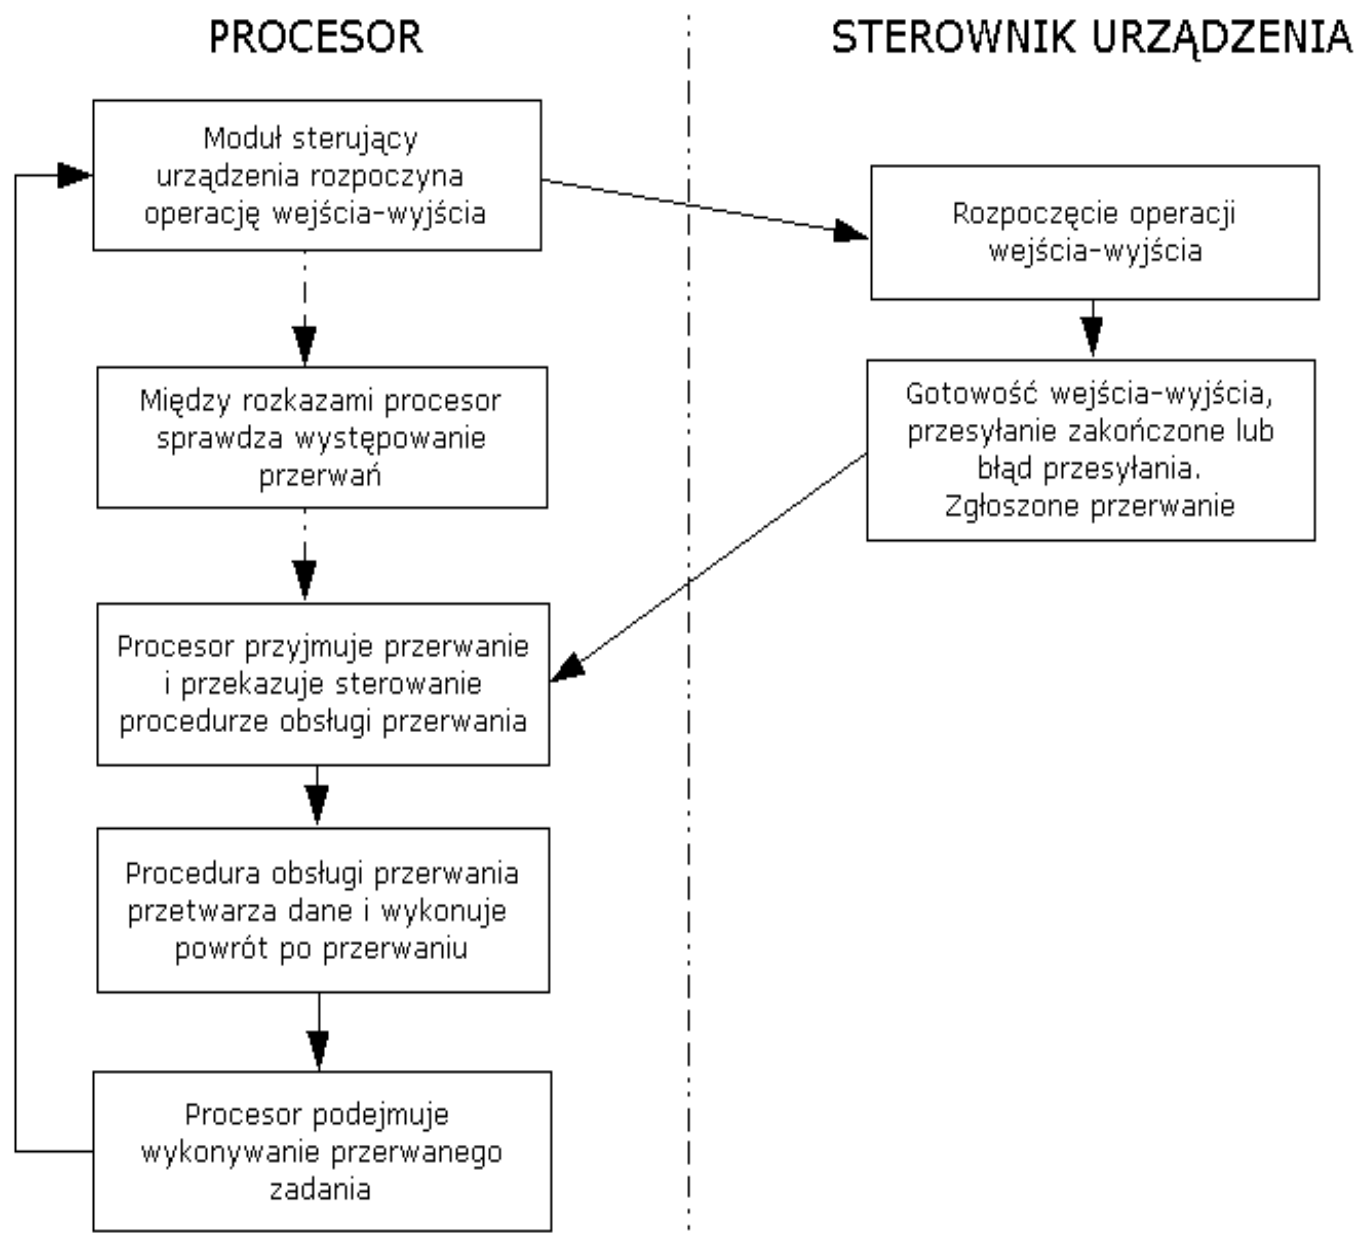 PROCESOR
STEROWNIK URZĄDZENIA
Moduł sterujący
urządzenia rozpoczyna
operację wejścia-wyjścia
Rozpoczęcie operacji
wejścia-wyjścia
Między rozkazami procesor
sprawdza występowanie
przerwań
Gotowość wejścia-wyjścia,
przesyłanie zakończone lub
błąd przesyłania.
Zgłoszone przerwanie
Procesor przyjmuje przerwanie
i przekazuje sterowanie
procedurze obsługi przerwania
Procedura obsługi przerwania
przetwarza dane i wykonuje
powrót po przerwaniu
Procesor podejmuje
wykonywanie przerwanego
zadania